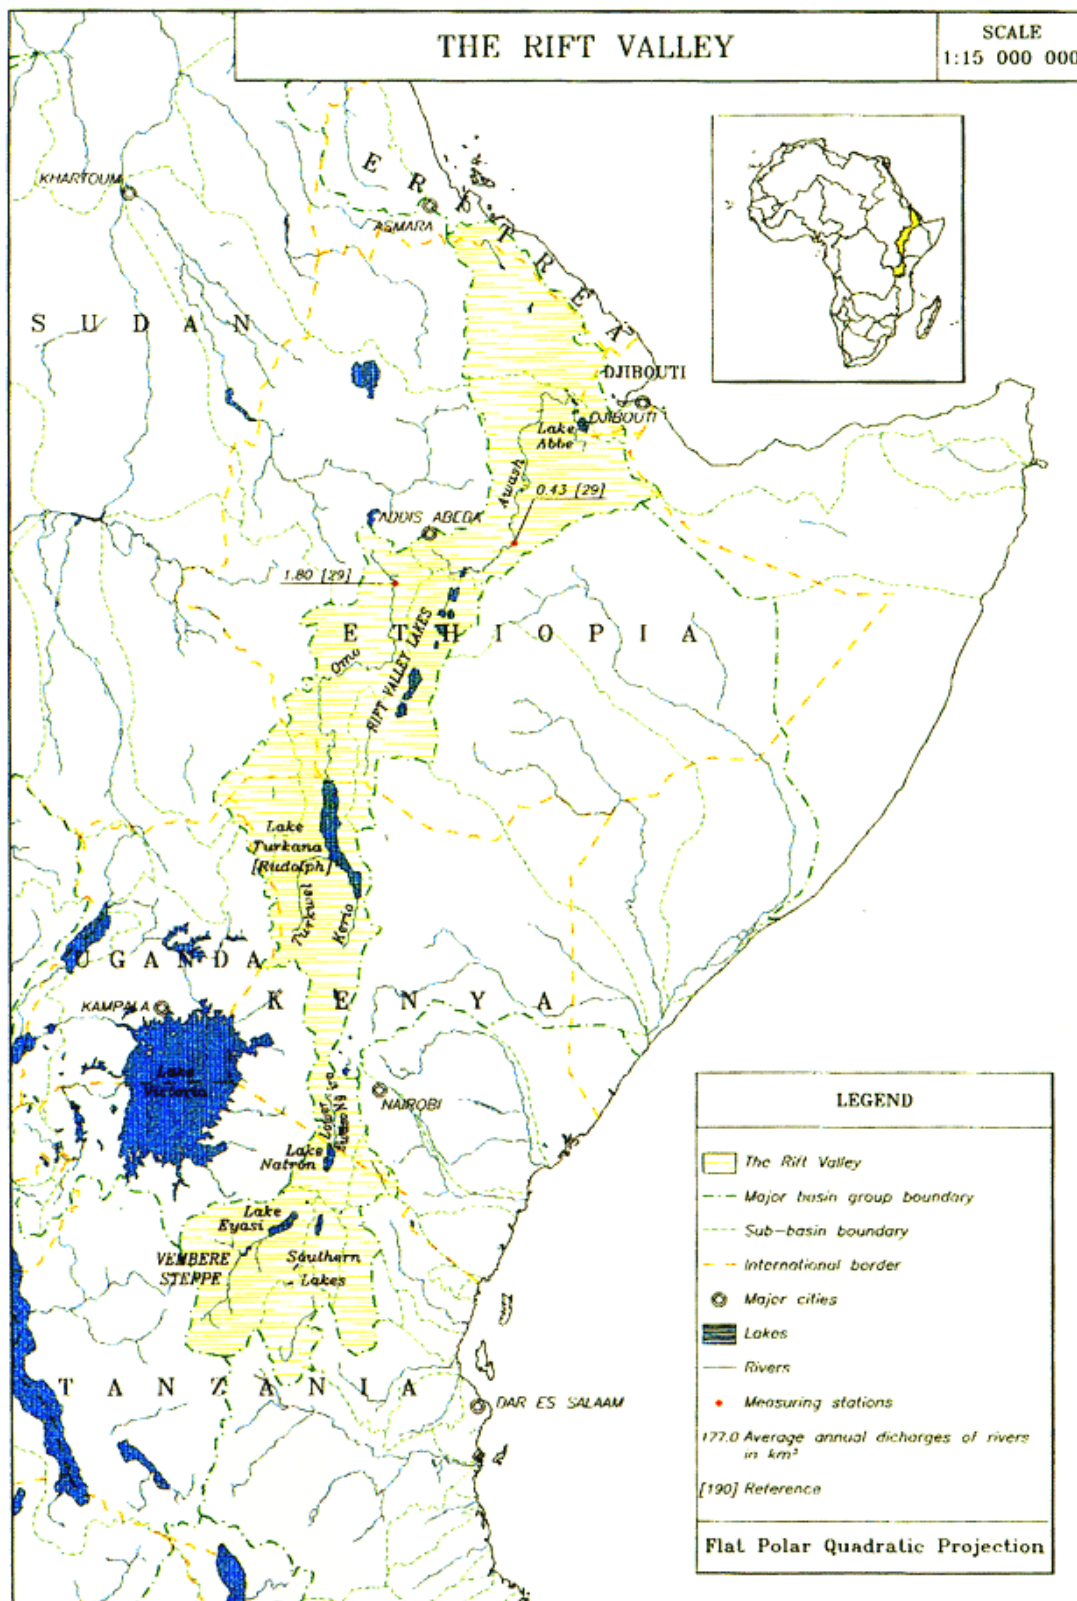 THE RIFT VALLEY
SCALE
1:15 000 000
ERITREA
KHARTOUM
ASMARA
SUDAN
DJIBOUTI
DJIBOUTI
Lake
Abbe
Awash
0.43 [29]
ADDIS ABEBA
1.80 [29]
ETHIOPIA
Omo
RIFT VALLEY LAKES
Lake
Turkana
[Rudolph]
Turkwel
Kerio
UGANDA
KENYA
KAMPALA
Lake
Victoria
NAIROBI
Lower
Lake
Natron
Lake
Eyasi
VEMBERE
STEPPE
Southern
Lakes
TANZANIA
DAR ES SALAAM
LEGEND
The Rift Valley
Major basin group boundary
Sub-basin boundary
International border
Major cities
Lakes
Rivers
Measuring stations
177.0 Average annual dicharges of rivers
in km³
[190] Reference
Flat Polar Quadratic Projection